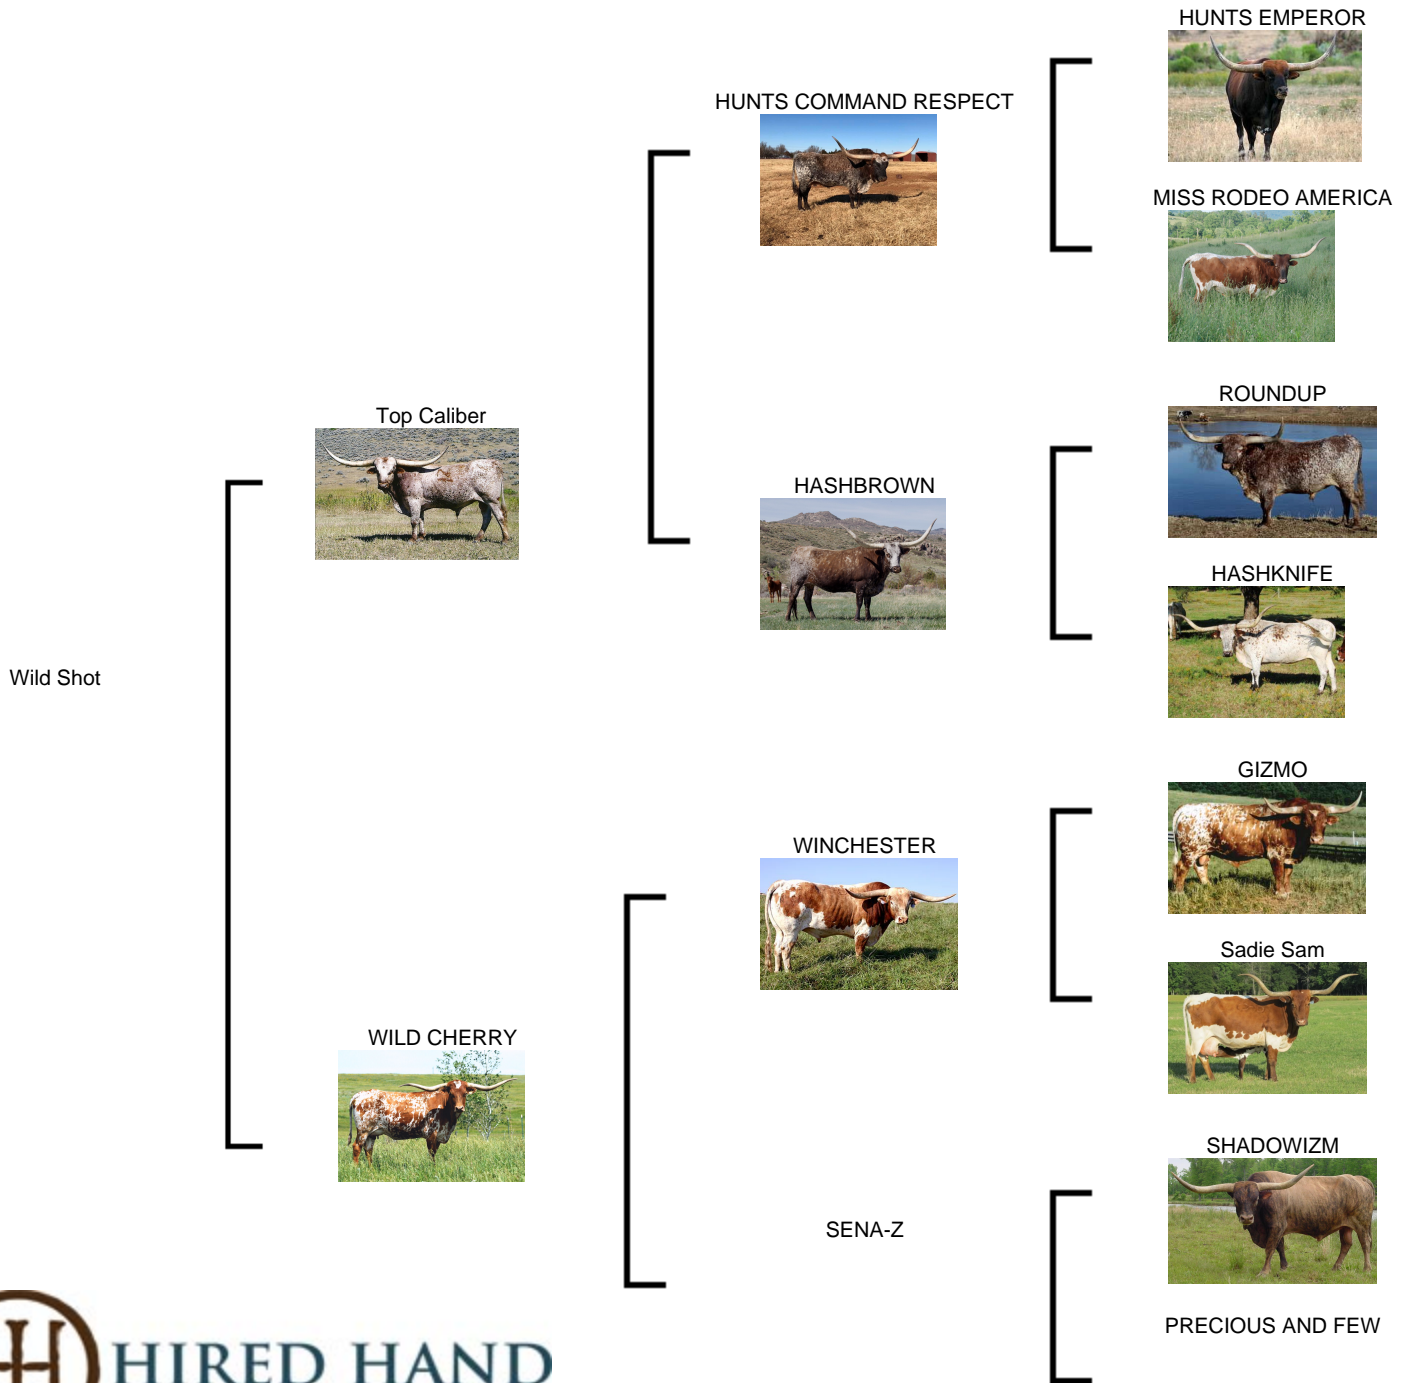 HUNTS EMPEROR
HUNTS COMMAND RESPECT
MISS RODEO AMERICA
ROUNDUP
Top Caliber
HASHBROWN
HASHKNIFE
Wild Shot
GIZMO
WINCHESTER
Sadie Sam
WILD CHERRY
SHADOWIZM
SENA-Z
PRECIOUS AND FEW
H HIRED HAND